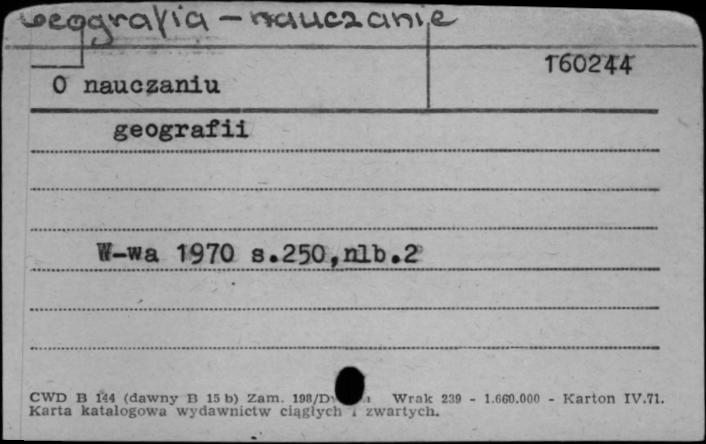 Geografia - nauczanie
160244
O nauczaniu
geografii
W-wa 1970 s.250,nlb.2
CWD B 144 (dawny B 15 b) Zam. 198/D Wrak 239 - 1.660.000 - Karton IV.71.
Karta katalogowa wydawnictw ciągłych i zwartych.